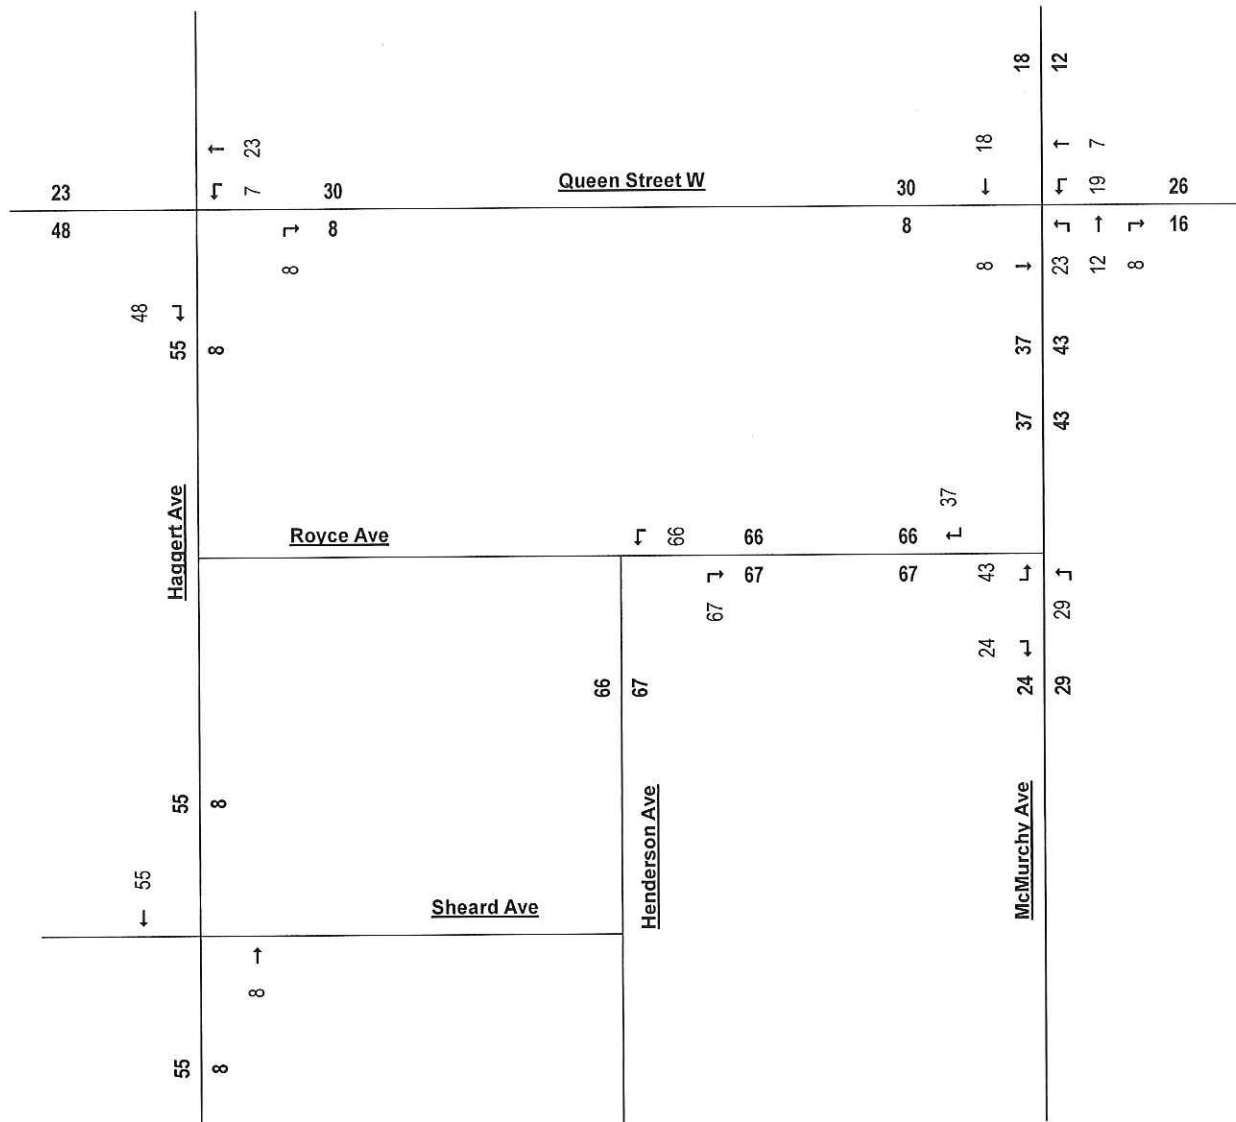 18 12
23 18 7
23 7 30 Queen Street W 30 19 26
48 8 8 16
8 8 23 12 8
48
55 8 37 43
37 43
Haggert Ave
37
Royce Ave 66 66 66
67 67 43
67 29
24
66 67 24 29
55 8
Henderson Ave
McMurchy Ave
55
Sheard Ave
8
55 8